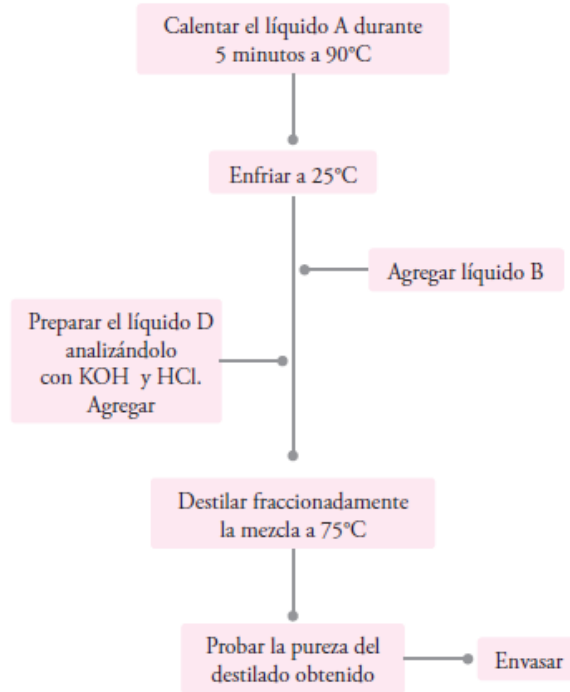 Calentar el líquido A durante
5 minutos a 90°C
Enfriar a 25°C
Agregar líquido B
Preparar el líquido D
analizándolo
con KOH y HCl.
Agregar
Destilar fraccionadamente
la mezcla a 75°C
Probar la pureza del
destilado obtenido
Envasar